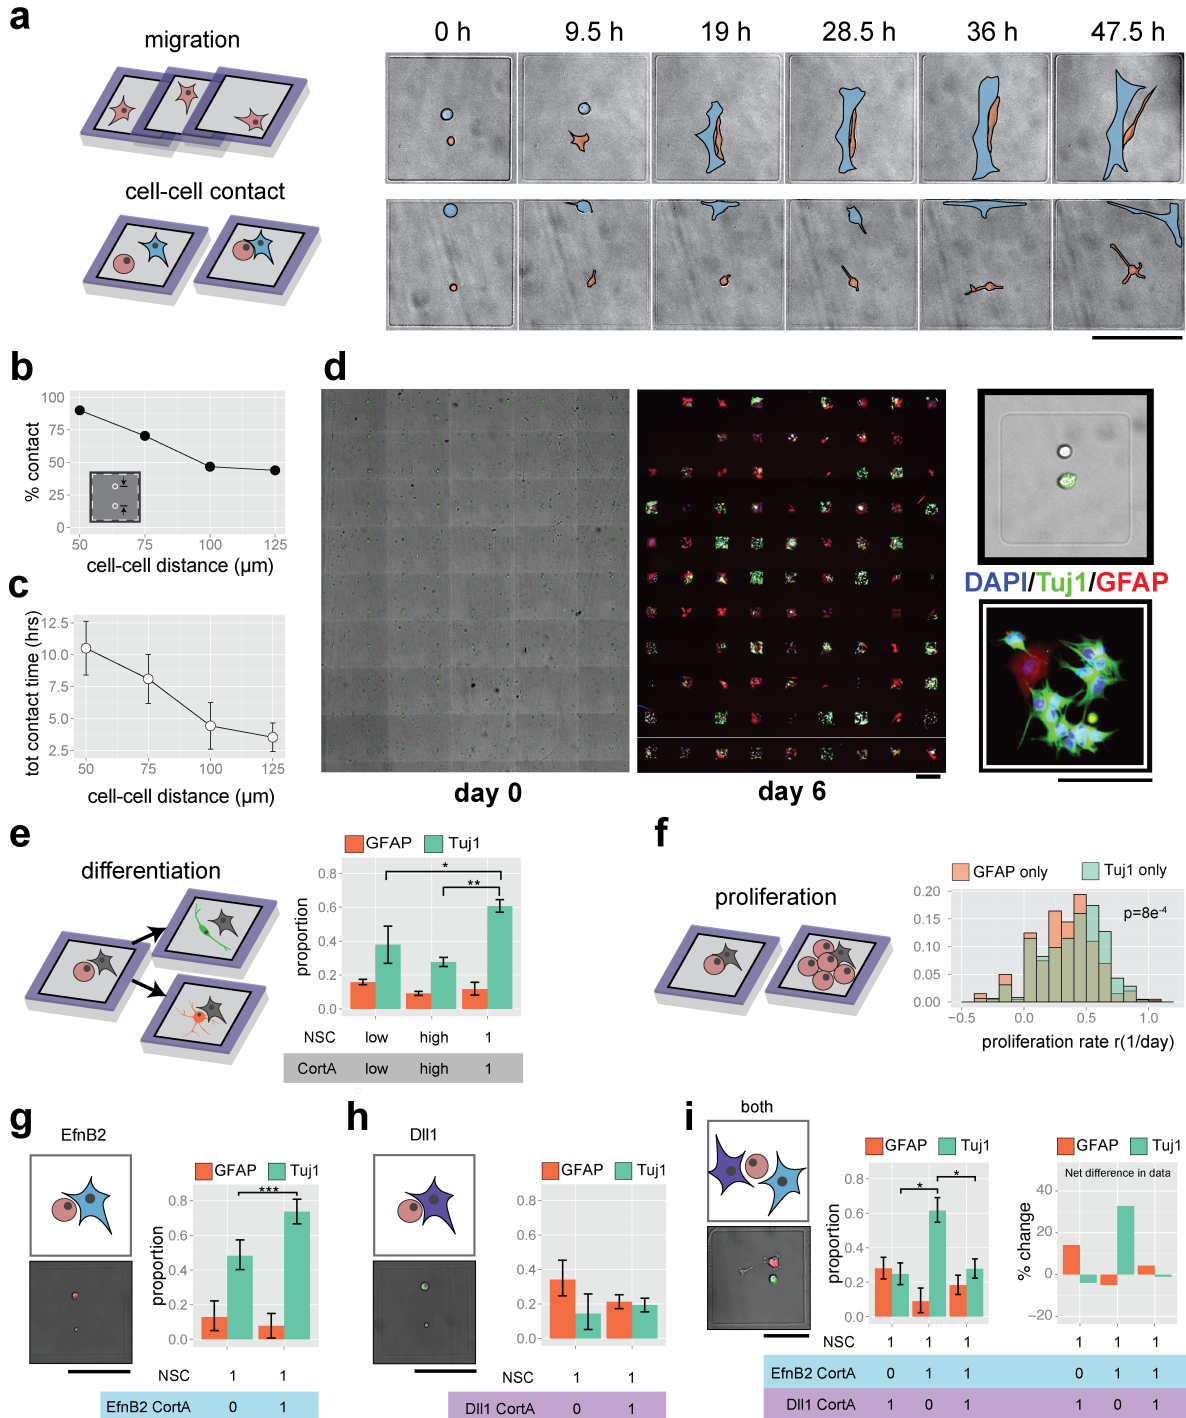 a
migration
0 h 9.5 h 19 h 28.5 h 36 h 47.5 h
cell-cell contact
b
% contact
100
75
50
25
0
50 75 100 125
cell-cell distance (µm)
c
tot contact time (hrs)
12.5
10.0
7.5
5.0
2.5
50 75 100 125
cell-cell distance (µm)
d
day 0
day 6
DAPI/Tuj1/GFAP
e
differentiation
GFAP Tuj1
proportion
0.8
0.6
0.4
0.2
0.0
*
**
NSC low high 1
CortA low high 1
f
proliferation
GFAP only Tuj1 only
0.20
0.15
0.10
0.05
0.00
p=8e-4
−0.5 0.0 0.5 1.0
proliferation rate r(1/day)
g
EfnB2
GFAP Tuj1
proportion
0.8
0.6
0.4
0.2
0.0
***
NSC 1 1
EfnB2 CortA 0 1
h
Dll1
GFAP Tuj1
proportion
0.8
0.6
0.4
0.2
0.0
NSC 1 1
Dll1 CortA 0 1
i
both
GFAP Tuj1
proportion
0.8
0.6
0.4
0.2
0.0
*
*
GFAP Tuj1
Net difference in data
% change
40
20
0
−20
NSC 1 1 1 1 1 1
EfnB2 CortA 0 1 1 0 1 1
Dll1 CortA 1 0 1 1 0 1